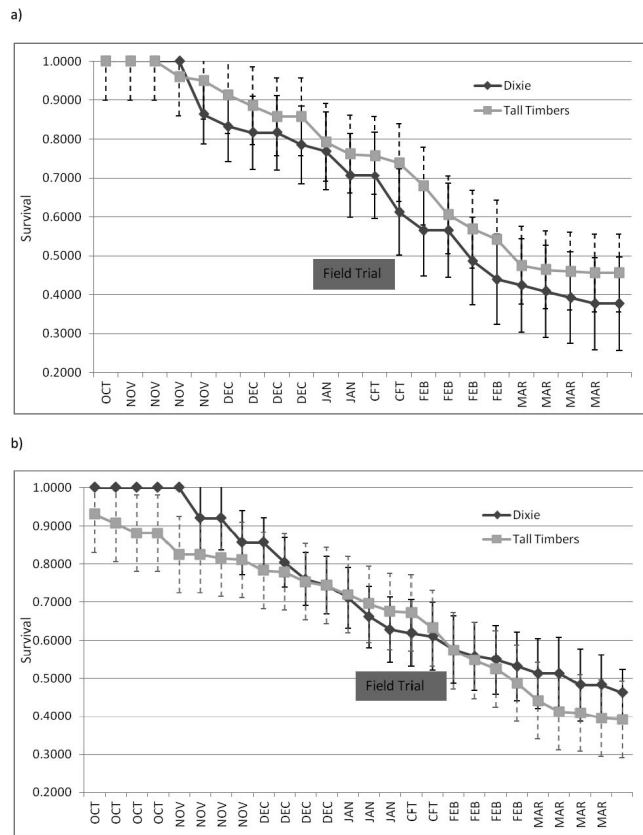 a)
1.0000
0.9000
0.8000
0.7000
0.6000
0.5000
0.4000
0.3000
0.2000
Survival
Dixie
Tall Timbers
Field Trial
OCT NOV NOV NOV NOV DEC DEC DEC DEC JAN JAN CFT CFT FEB FEB FEB FEB MAR MAR MAR MAR
b)
1.0000
0.9000
0.8000
0.7000
0.6000
0.5000
0.4000
0.3000
0.2000
Survival
Dixie
Tall Timbers
Field Trial
OCT OCT OCT OCT NOV NOV NOV NOV DEC DEC DEC DEC JAN JAN JAN CFT CFT FEB FEB FEB FEB MAR MAR MAR MAR